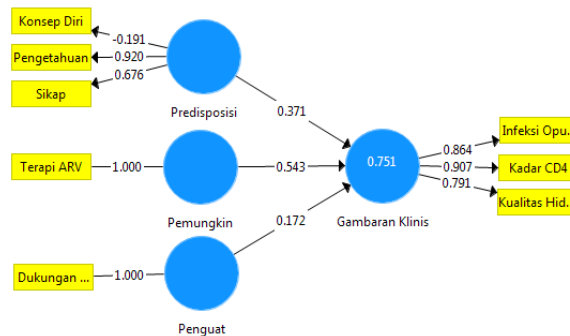 Konsep Diri
-0.191
Pengetahuan
0.920
0.676
Sikap
Predisposisi
0.371
Infeksi Opu...
0.864
Terapi ARV
1.000
0.543
0.751
0.907
Kadar CD4
0.791
Kualitas Hid...
Pemungkin
0.172
Gambaran Klinis
Dukungan ...
1.000
Penguat